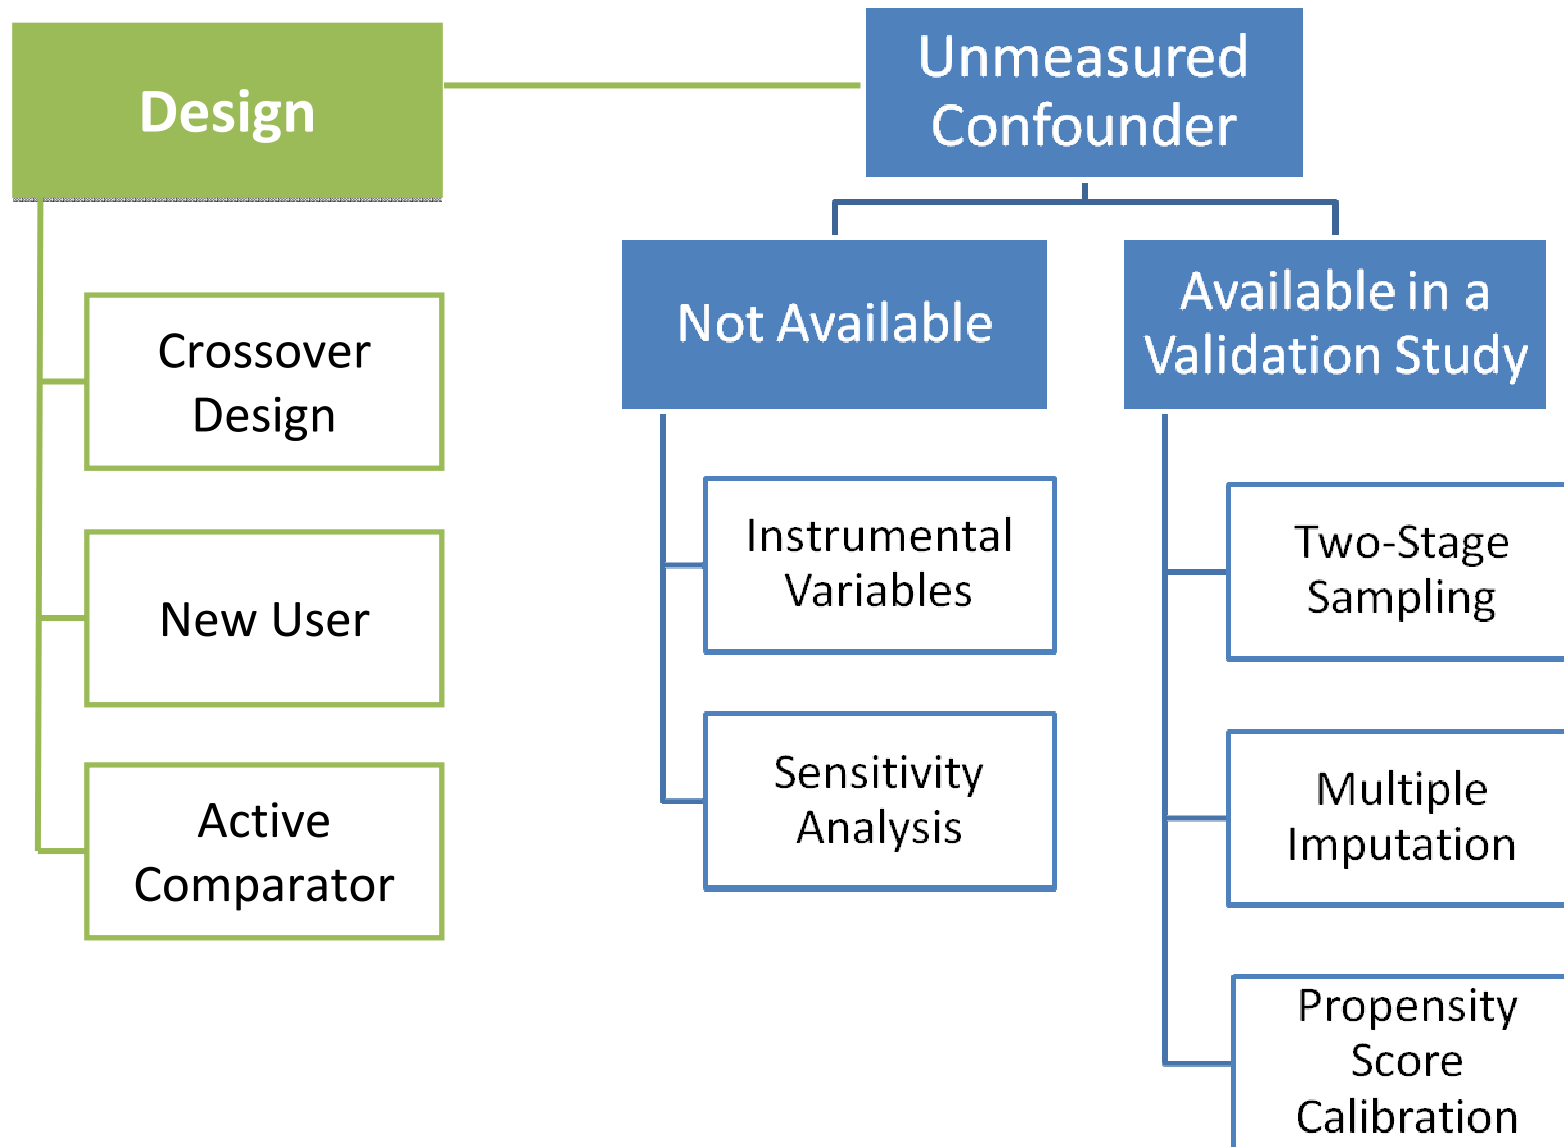 Design
Unmeasured
Confounder
Not Available
Available in a
Validation Study
Crossover
Design
New User
Active
Comparator
Instrumental
Variables
Sensitivity
Analysis
Two-Stage
Sampling
Multiple
Imputation
Propensity
Score
Calibration